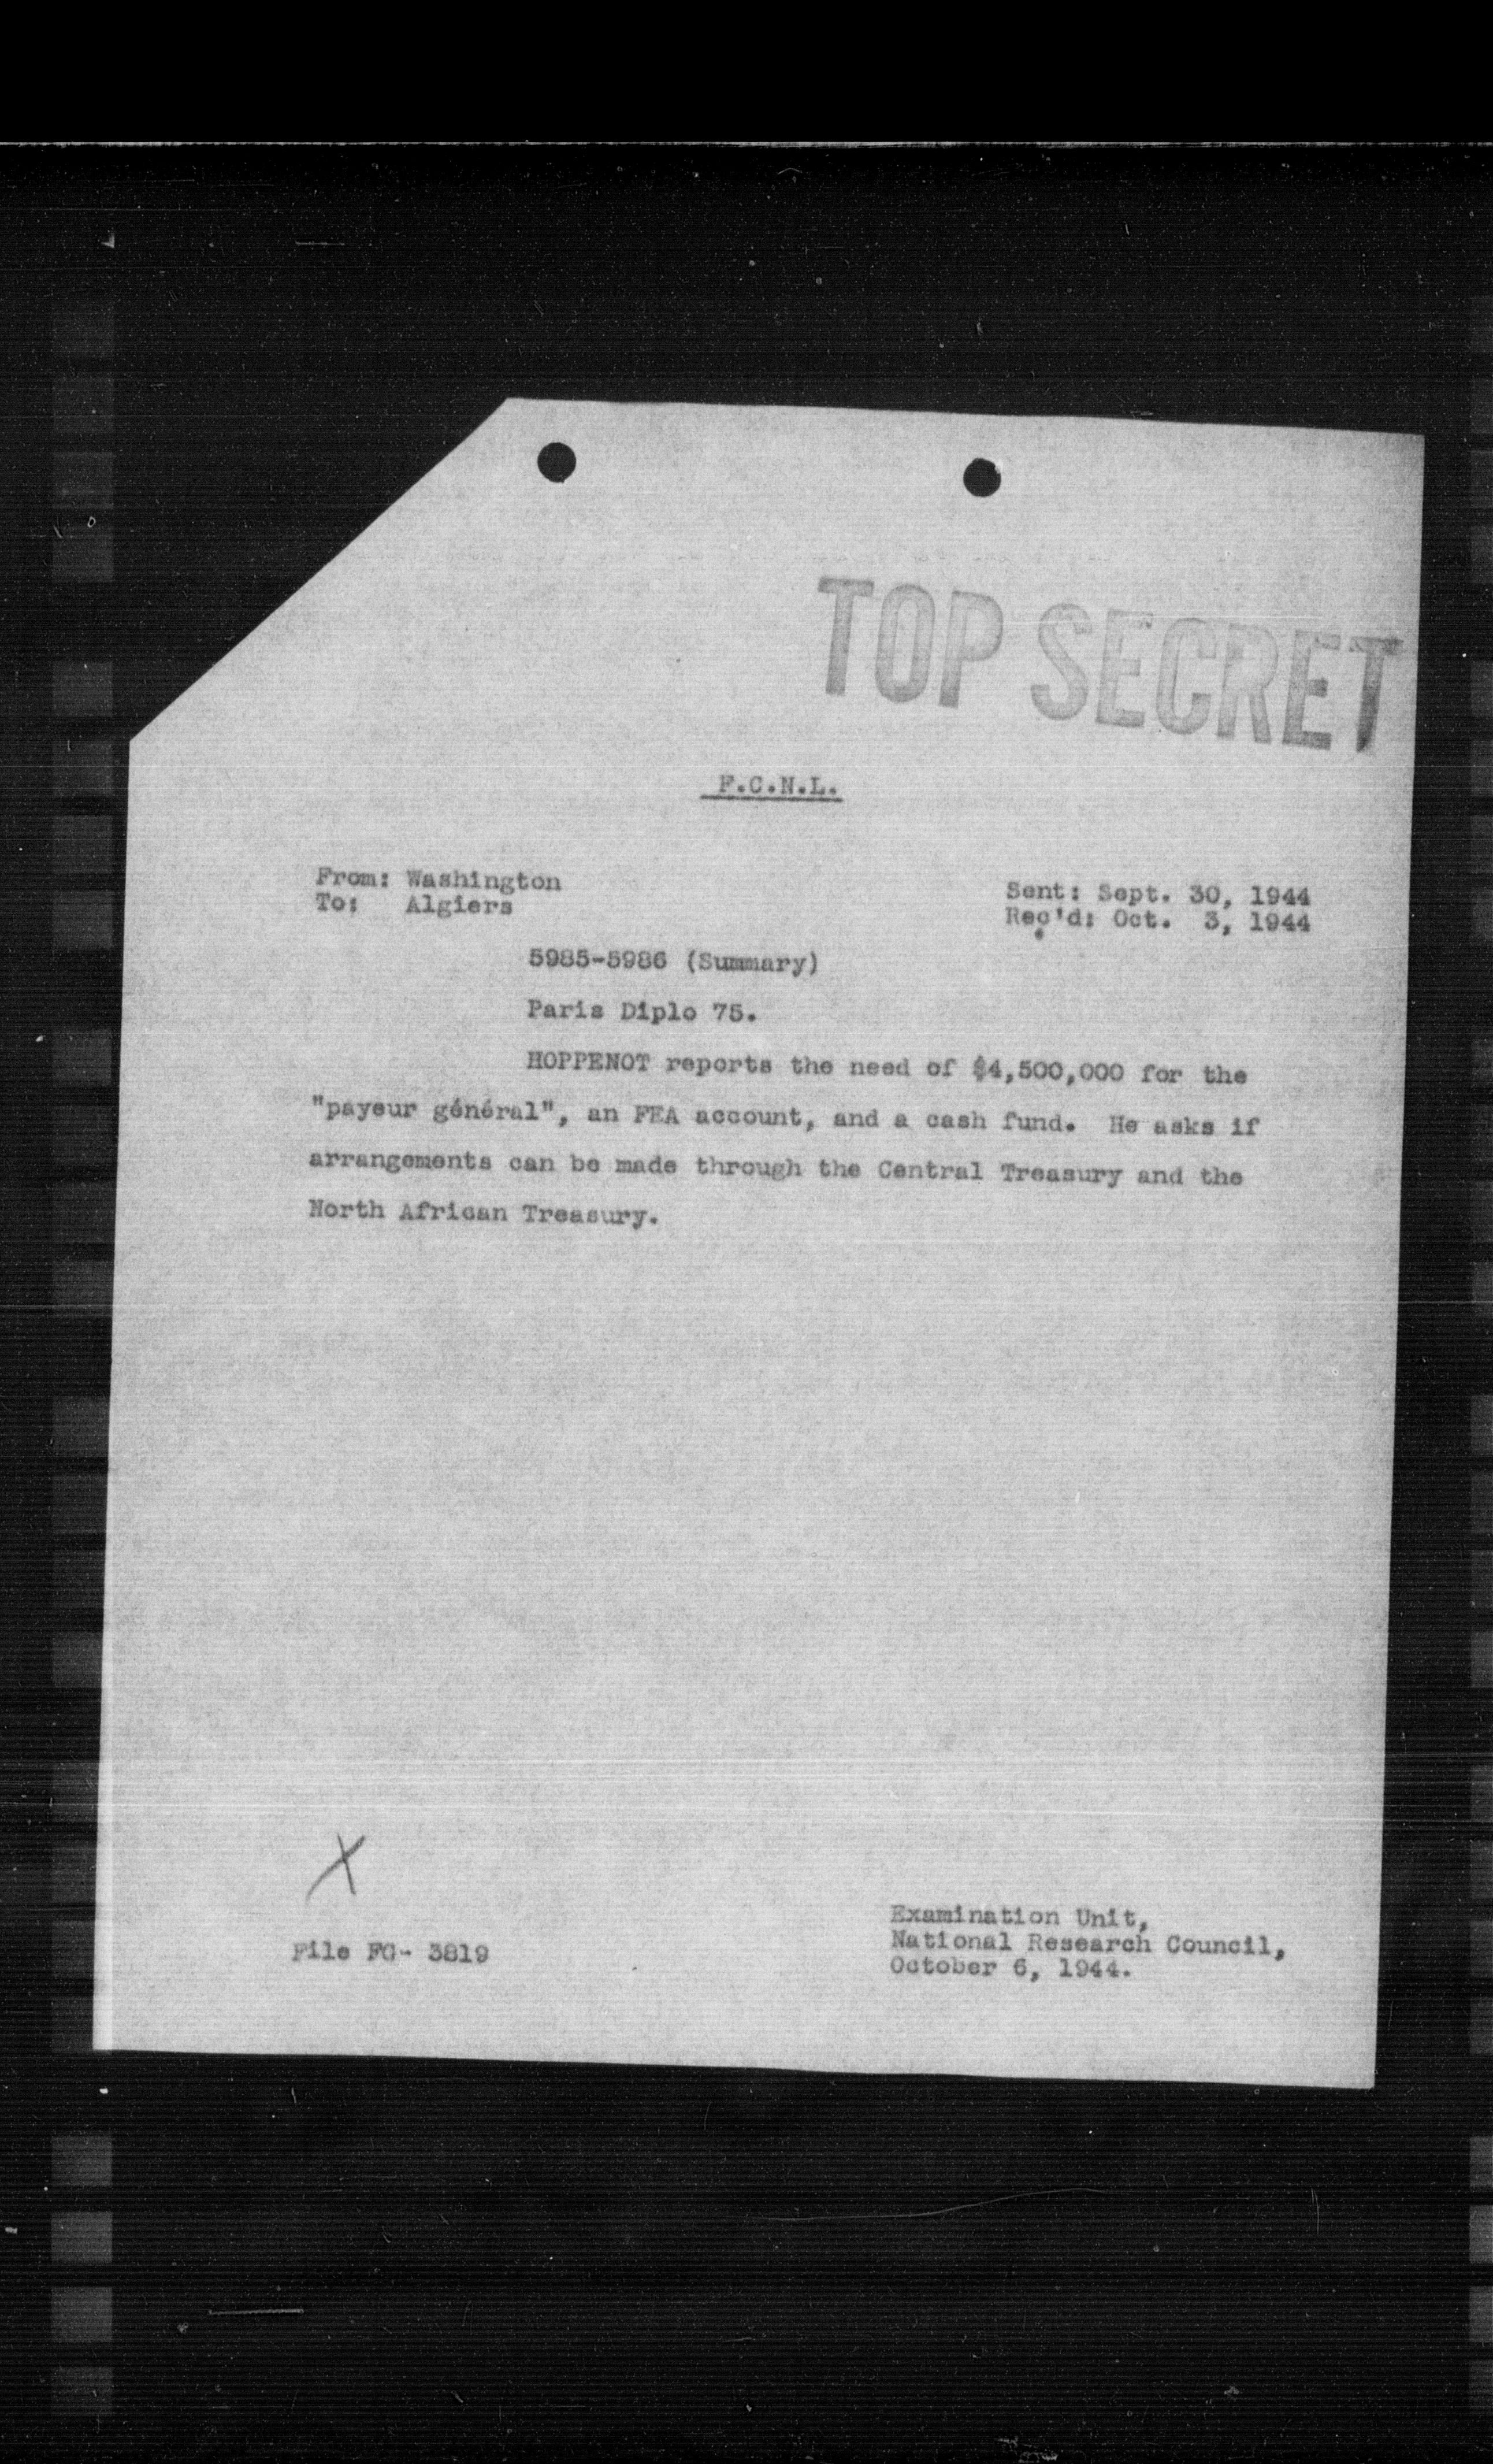 TOP SECRET
F.C.N.L.
From: Washington
To: Algiers
Sent: Sept. 30, 1944
Rec'd: Oct. 3, 1944
5985-5986 (Summary)
Paris Diplo 75.
HOPPENOT reports the need of $4,500,000 for the
"payeur général", an FEA account, and a cash fund. He asks if
arrangements can be made through the Central Treasury and the
North African Treasury.
X
File FG- 3819
Examination Unit,
National Research Council,
October 6, 1944.